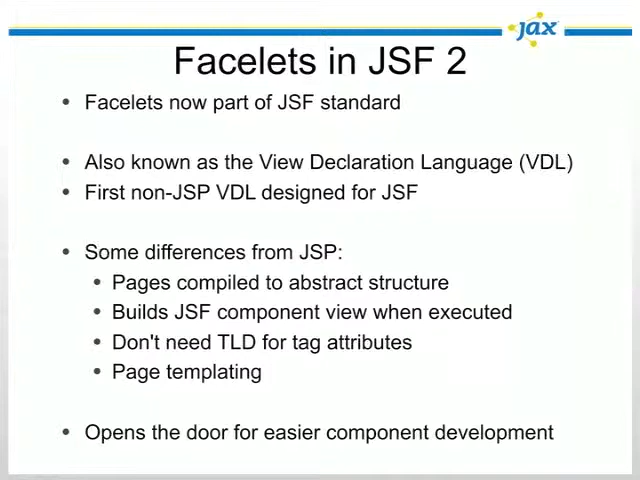 jax
Facelets in JSF 2
• Facelets now part of JSF standard
• Also known as the View Declaration Language (VDL)
• First non-JSP VDL designed for JSF
• Some differences from JSP:
• Pages compiled to abstract structure
• Builds JSF component view when executed
• Don't need TLD for tag attributes
• Page templating
• Opens the door for easier component development